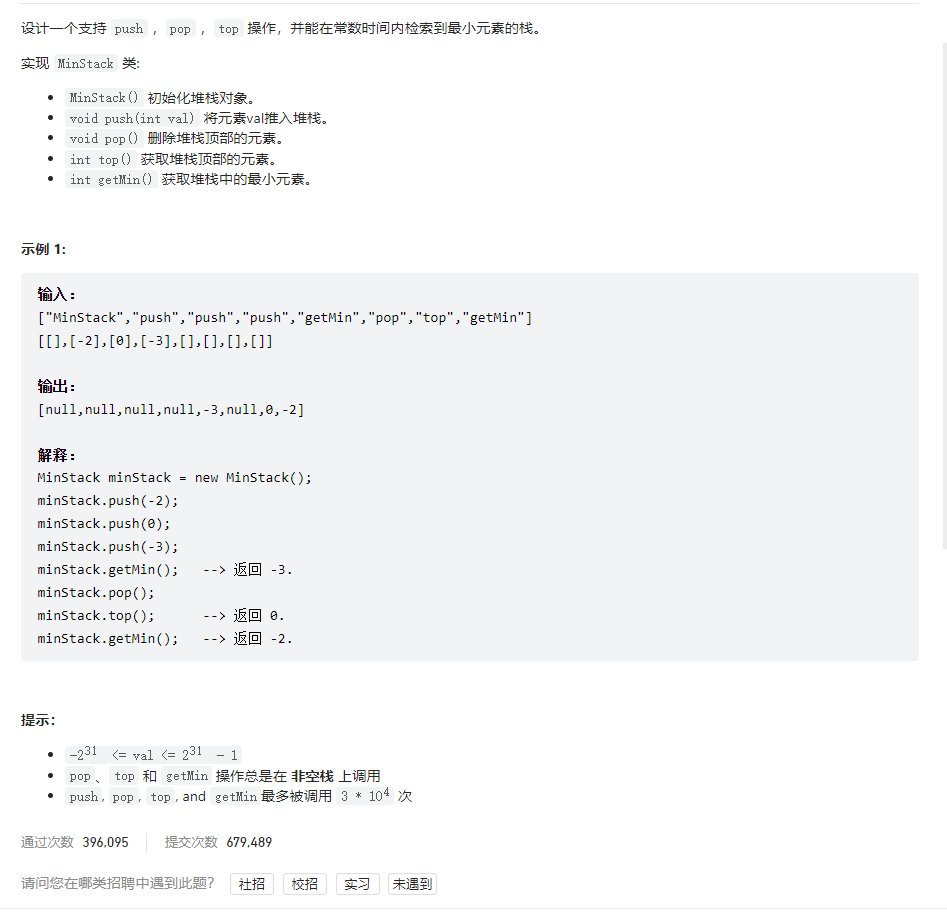 设计一个支持 push ，pop ，top 操作，并能在常数时间内检索到最小元素的栈。
实现 MinStack 类:
MinStack() 初始化堆栈对象。
void push(int val) 将元素val推入堆栈。
void pop() 删除堆栈顶部的元素。
int top() 获取堆栈顶部的元素。
int getMin() 获取堆栈中的最小元素。
示例 1:
输入：
["MinStack","push","push","push","getMin","pop","top","getMin"]
[[],[-2],[0],[-3],[],[],[],[]]
输出：
[null,null,null,null,-3,null,0,-2]
解释：
MinStack minStack = new MinStack();
minStack.push(-2);
minStack.push(0);
minStack.push(-3);
minStack.getMin();   --> 返回 -3.
minStack.pop();
minStack.top();      --> 返回 0.
minStack.getMin();   --> 返回 -2.
提示：
-2³¹ <= val <= 2³¹ - 1
pop、top 和 getMin 操作总是在 非空栈 上调用
push, pop, top, and getMin最多被调用 3 * 10⁴ 次
通过次数 396,095 提交次数 679,489
请问您在哪类招聘中遇到此题？ 社招 校招 实习 未遇到